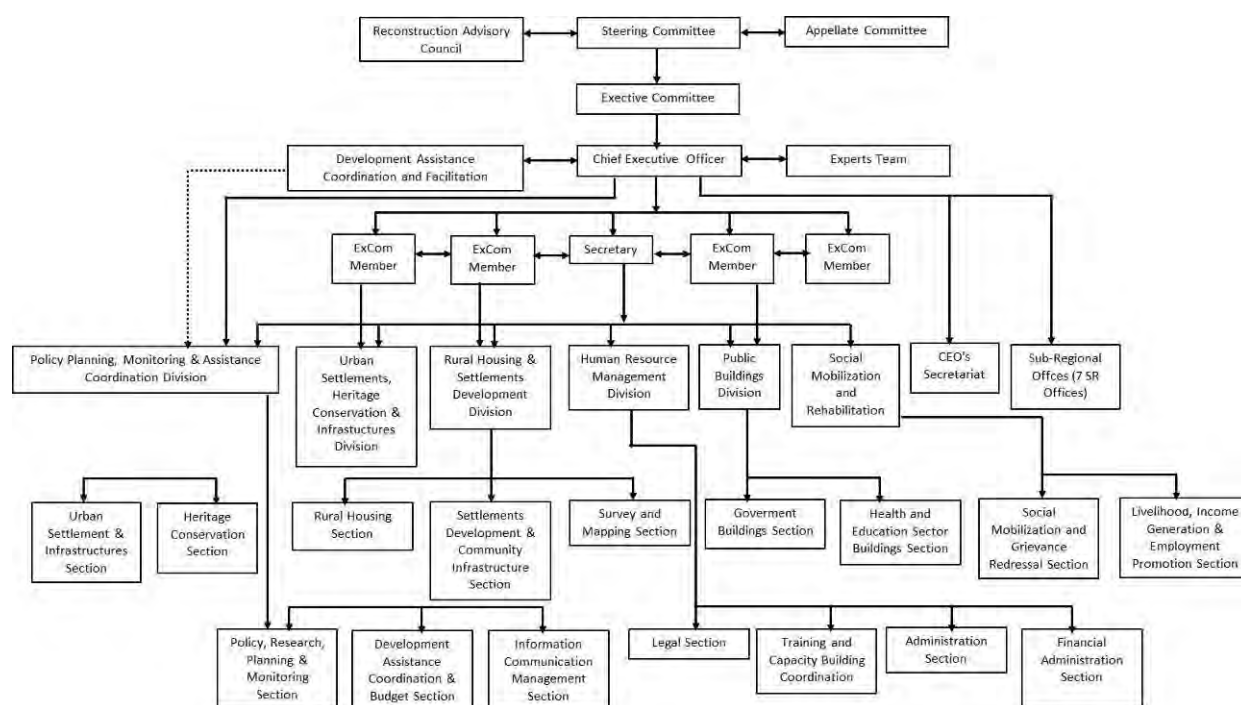 Reconstruction Advisory
Council
Steering Committee
Appellate Committee
Exective Committee
Development Assistance
Coordination and Facilitation
Chief Executive Officer
Experts Team
ExCom
Member
ExCom
Member
Secretary
ExCom
Member
ExCom
Member
Policy Planning, Monitoring & Assistance
Coordination Division
Urban
Settlements,
Heritage
Conservation &
Infrastuctures
Division
Rural Housing &
Settlements
Development
Division
Human Resource
Management
Division
Public
Buildings
Division
Social
Mobilization
and
Rehabilitation
CEO's
Secretariat
Sub-Regional
Offces (7 SR
Offices)
Urban
Settlement &
Infrastructures
Section
Heritage
Conservation
Section
Rural Housing
Section
Settlements
Development &
Community
Infrastructure
Section
Survey and
Mapping Section
Goverment
Buildings Section
Health and
Education Sector
Buildings Section
Social
Mobilization and
Grievance
Redressal Section
Livelihood, Income
Generation &
Employment
Promotion Section
Policy, Research,
Planning &
Monitoring
Section
Development
Assistance
Coordination &
Budget Section
Information
Communication
Management
Section
Legal Section
Training and
Capacity Building
Coordination
Administration
Section
Financial
Administration
Section